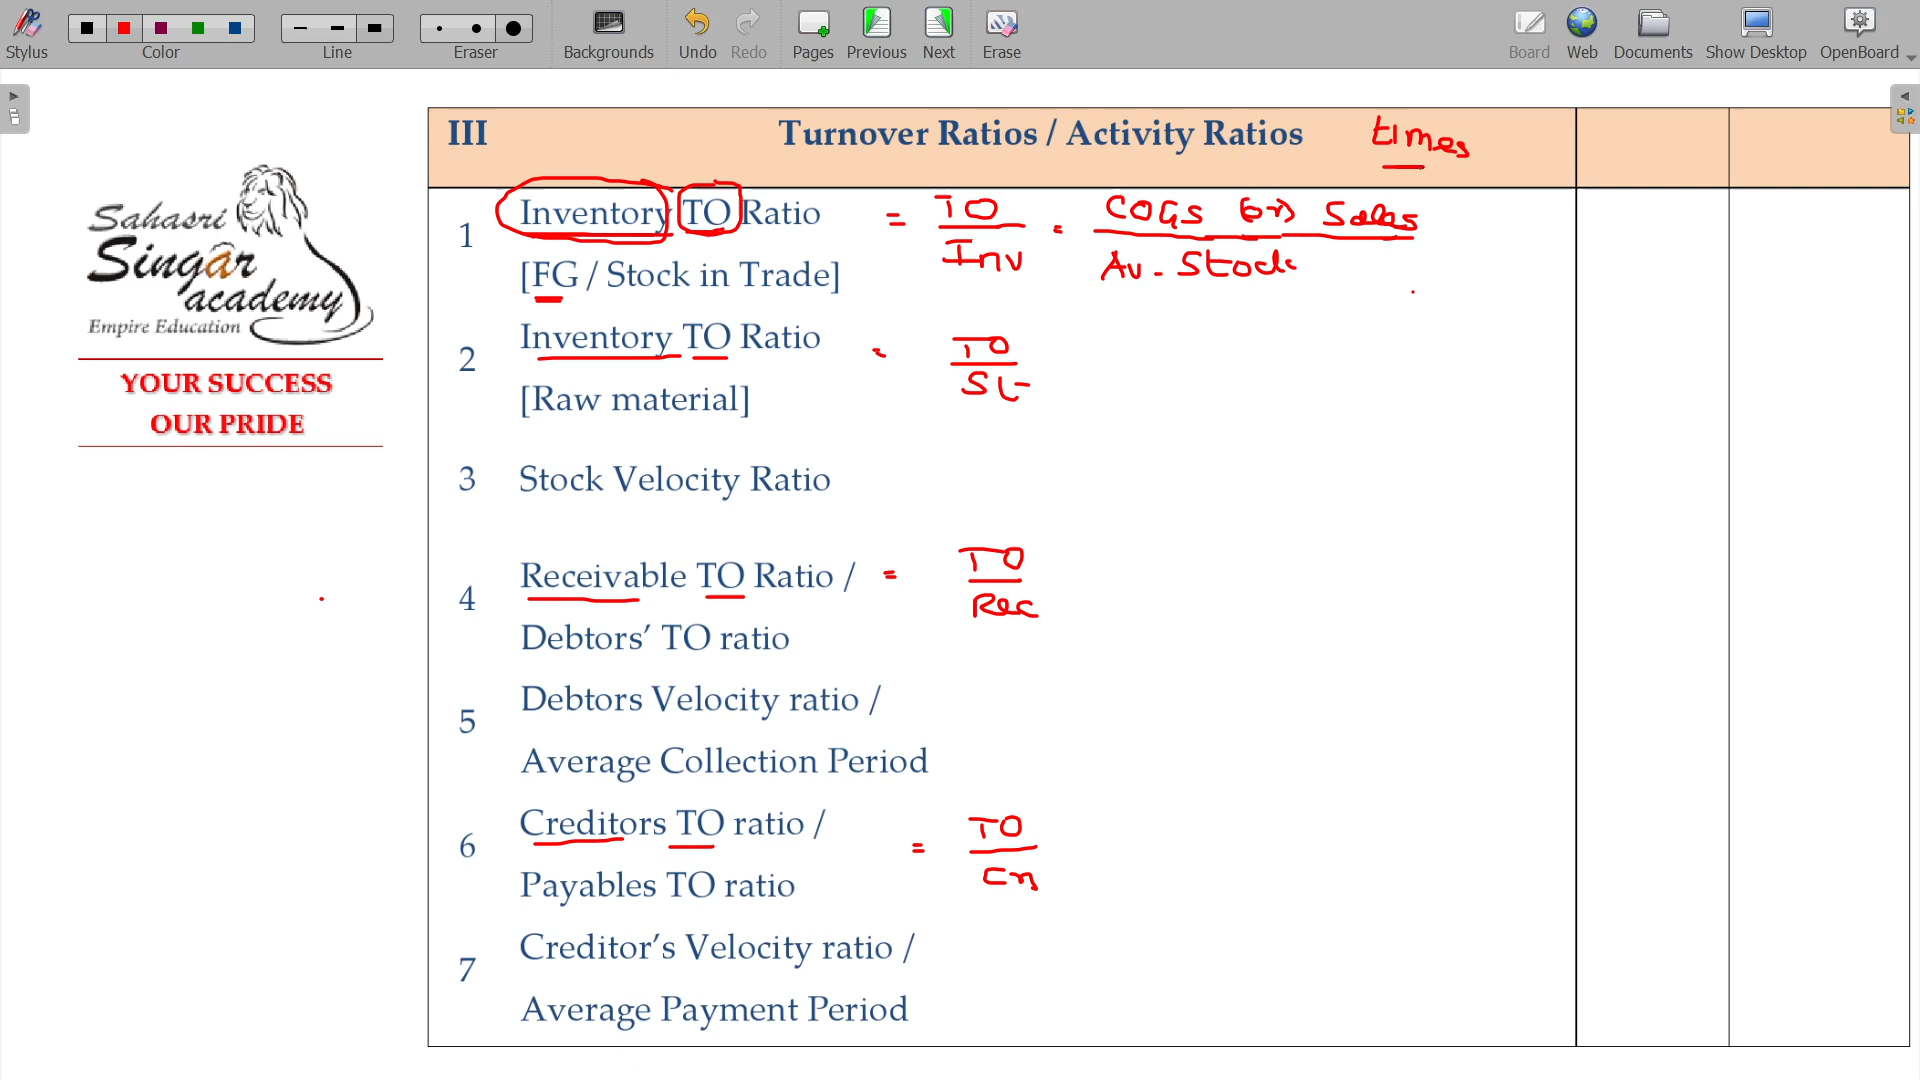 Stylus Color Line Eraser Backgrounds Undo Redo Pages Previous Next Erase Board Web Documents Show Desktop OpenBoard
III Turnover Ratios / Activity Ratios times
Sahasri
Singar
academy
Empire Education
YOUR SUCCESS
OUR PRIDE
1 Inventory TO Ratio = TO / Inv = COGS (or) Sales / Av. Stock
[FG / Stock in Trade]
2 Inventory TO Ratio = TO / St
[Raw material]
3 Stock Velocity Ratio
4 Receivable TO Ratio / = TO / Rec
Debtors’ TO ratio
5 Debtors Velocity ratio /
Average Collection Period
6 Creditors TO ratio / = TO / Cr
Payables TO ratio
7 Creditor’s Velocity ratio /
Average Payment Period